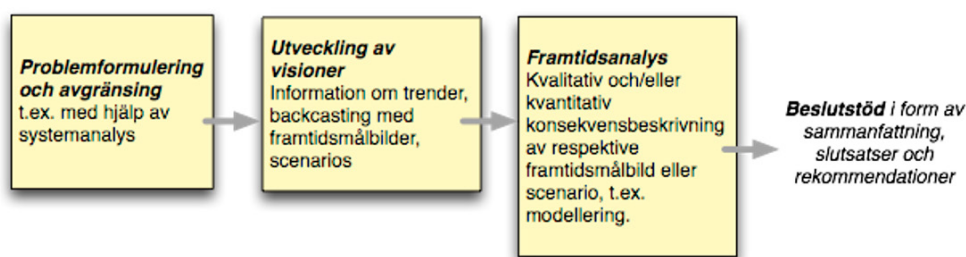 Problemformulering
och avgränsing
t.ex. med hjälp av
systemanalys
Utveckling av
visioner
Information om trender,
backcasting med
framtidsmålbilder,
scenarios
Framtidsanalys
Kvalitativ och/eller
kvantitativ
konsekvensbeskrivning
av respektive
framtidsmålbild eller
scenario, t.ex.
modellering.
Beslutstöd i form av
sammanfattning,
slutsatser och
rekommendationer